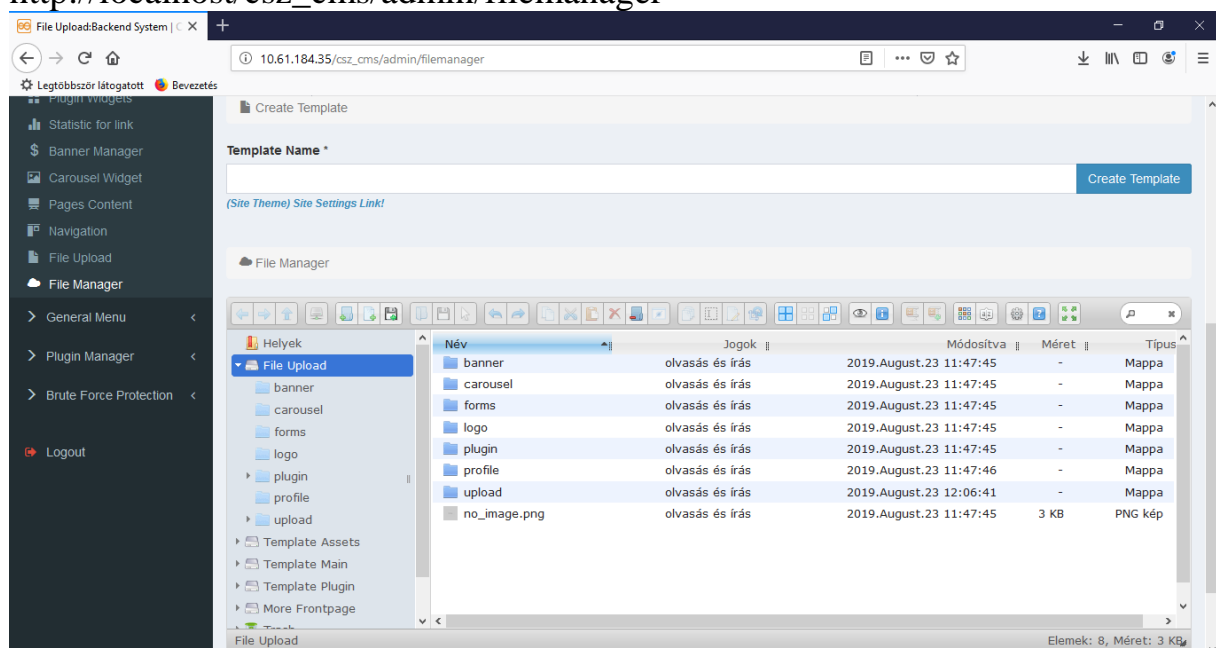 http://localhost/csz_cms/admin/filemanager
File Upload:Backend System | C
10.61.184.35/csz_cms/admin/filemanager
Legtöbbször látogatott Bevezetés
Plugin Widgets
Statistic for link
Banner Manager
Carousel Widget
Pages Content
Navigation
File Upload
File Manager
General Menu
Plugin Manager
Brute Force Protection
Logout
Create Template
Template Name *
Create Template
(Site Theme) Site Settings Link!
File Manager
Helyek
File Upload
banner
carousel
forms
logo
plugin
profile
upload
Template Assets
Template Main
Template Plugin
More Frontpage
Trash
Név Jogok Módosítva Méret Típus
banner olvasás és írás 2019.August.23 11:47:45 - Mappa
carousel olvasás és írás 2019.August.23 11:47:45 - Mappa
forms olvasás és írás 2019.August.23 11:47:45 - Mappa
logo olvasás és írás 2019.August.23 11:47:45 - Mappa
plugin olvasás és írás 2019.August.23 11:47:45 - Mappa
profile olvasás és írás 2019.August.23 11:47:46 - Mappa
upload olvasás és írás 2019.August.23 12:06:41 - Mappa
no_image.png olvasás és írás 2019.August.23 11:47:45 3 KB PNG kép
File Upload
Elemek: 8, Méret: 3 KB